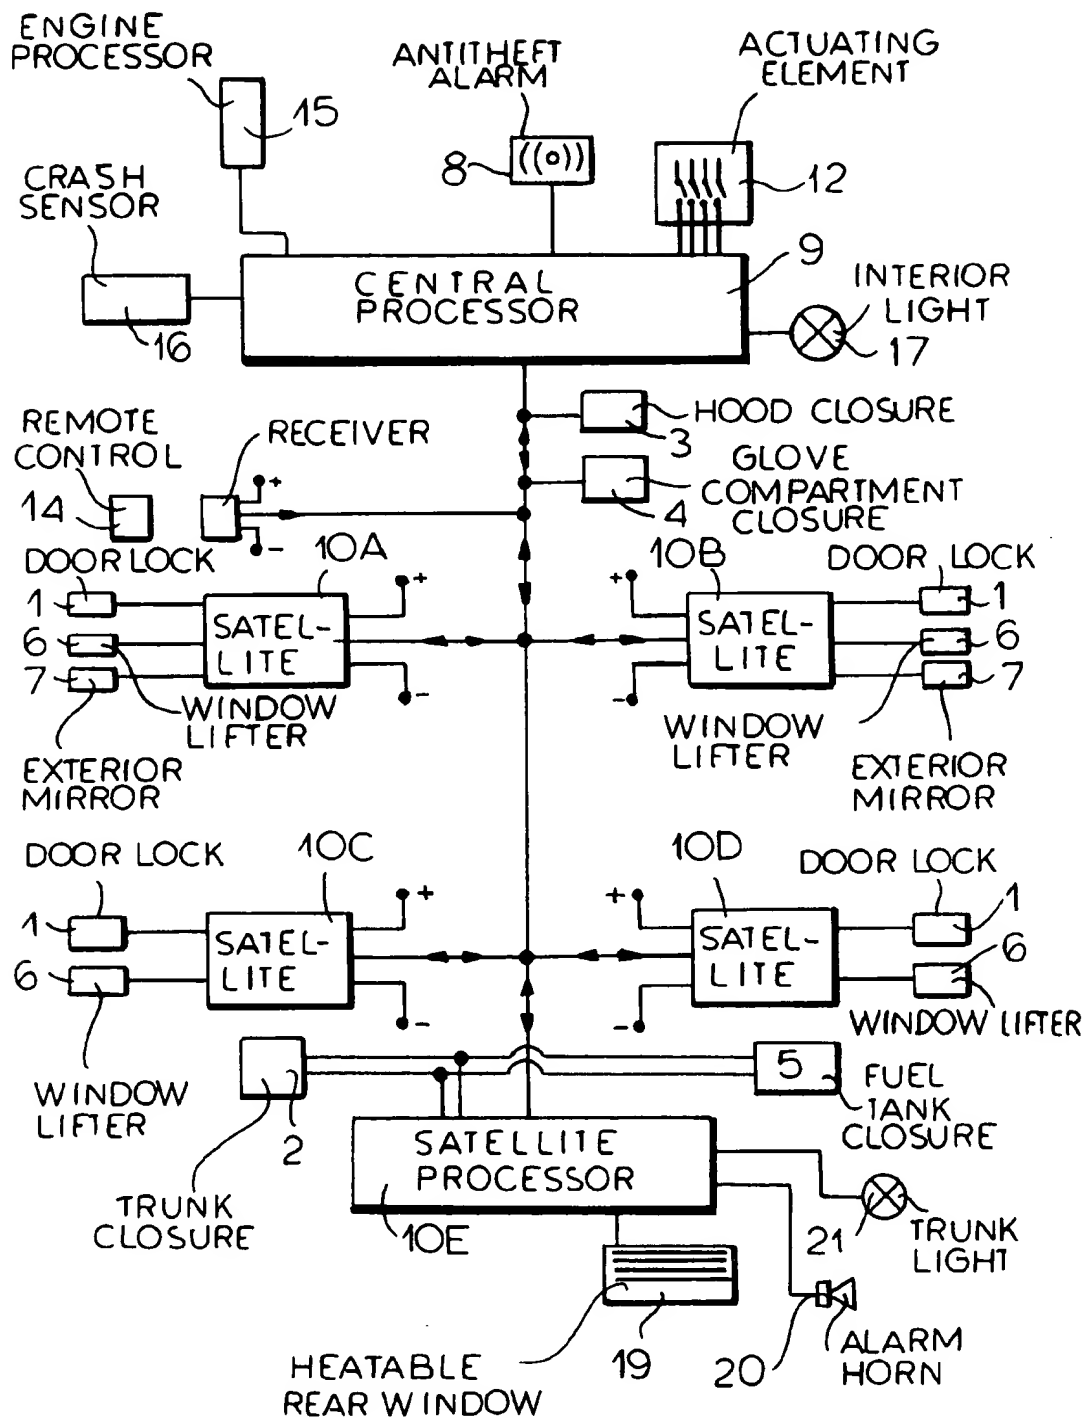 ENGINE
PROCESSOR
15
ANTITHEFT
ALARM
8
((o))
ACTUATING
ELEMENT
12
CRASH
SENSOR
16
CENTRAL
PROCESSOR
9
INTERIOR
LIGHT
17
HOOD CLOSURE
3
GLOVE
COMPARTMENT
CLOSURE
4
REMOTE
CONTROL
14
RECEIVER
+
-
DOOR LOCK
10A
1
6
7
SATEL-
LITE
+
-
WINDOW
LIFTER
EXTERIOR
MIRROR
10B
DOOR LOCK
+
-
SATEL-
LITE
1
6
7
WINDOW
LIFTER
EXTERIOR
MIRROR
DOOR LOCK
10C
1
6
SATEL-
LITE
+
-
WINDOW
LIFTER
10D
DOOR LOCK
+
-
SATEL-
LITE
1
6
WINDOW LIFTER
2
TRUNK
CLOSURE
5
FUEL
TANK
CLOSURE
SATELLITE
PROCESSOR
10E
21
TRUNK
LIGHT
19
HEATABLE
REAR WINDOW
20
ALARM
HORN